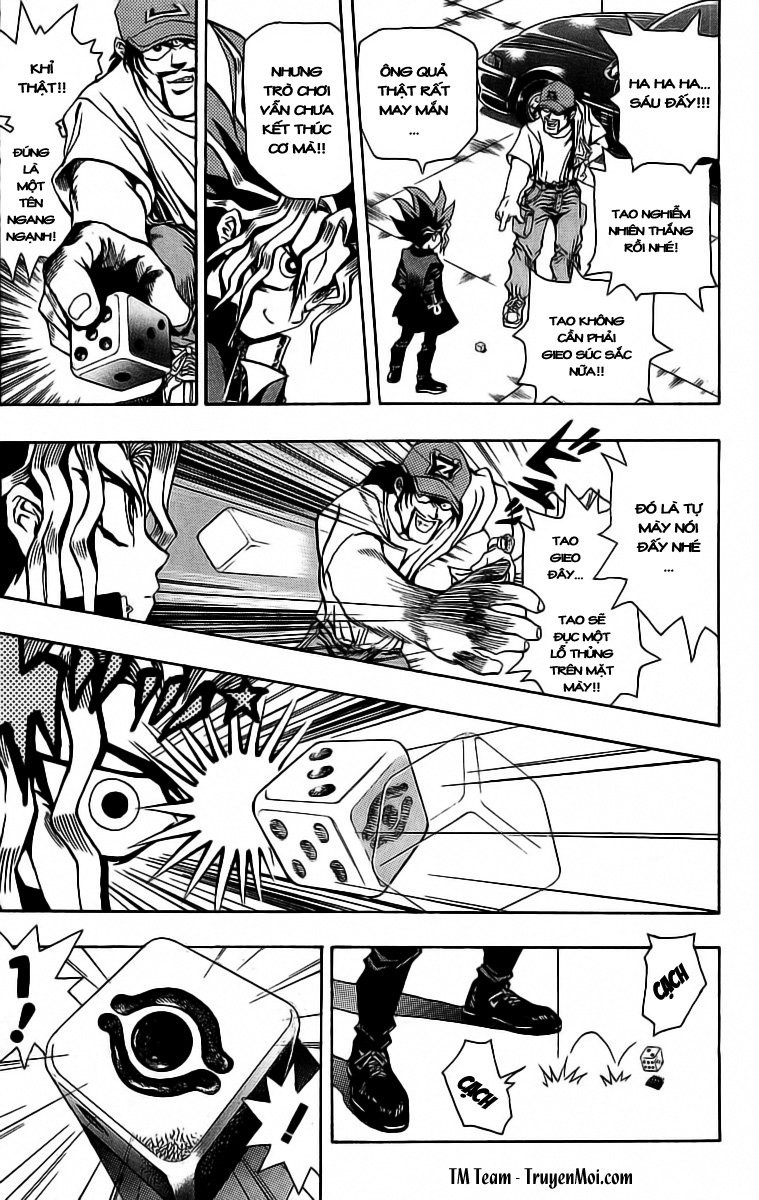 HA HA HA...
SÁU ĐẤY!!!
TAO NGHIỄM
NHIÊN THẮNG
RỒI NHÉ!
TAO KHÔNG
CẦN PHẢI
GIEO SÚC SẮC
NỮA!!
ÔNG QUẢ
THẬT RẤT
MAY MẮN
...
NHƯNG
TRÒ CHƠI
VẪN CHƯA
KẾT THÚC
CƠ MÀ!!
KHỈ
THẬT!!
ĐÚNG
LÀ
MỘT
TÊN
NGANG
NGẠNH!
ĐÓ LÀ TỰ
MÀY NÓI
ĐẤY NHÉ
...
TAO
GIEO
ĐÂY...
TAO SẼ
ĐỤC MỘT
LỖ THỦNG
TRÊN MẶT
MÀY!!
CẠCH
CẠCH
1!
!
TM Team - TruyenMoi.com